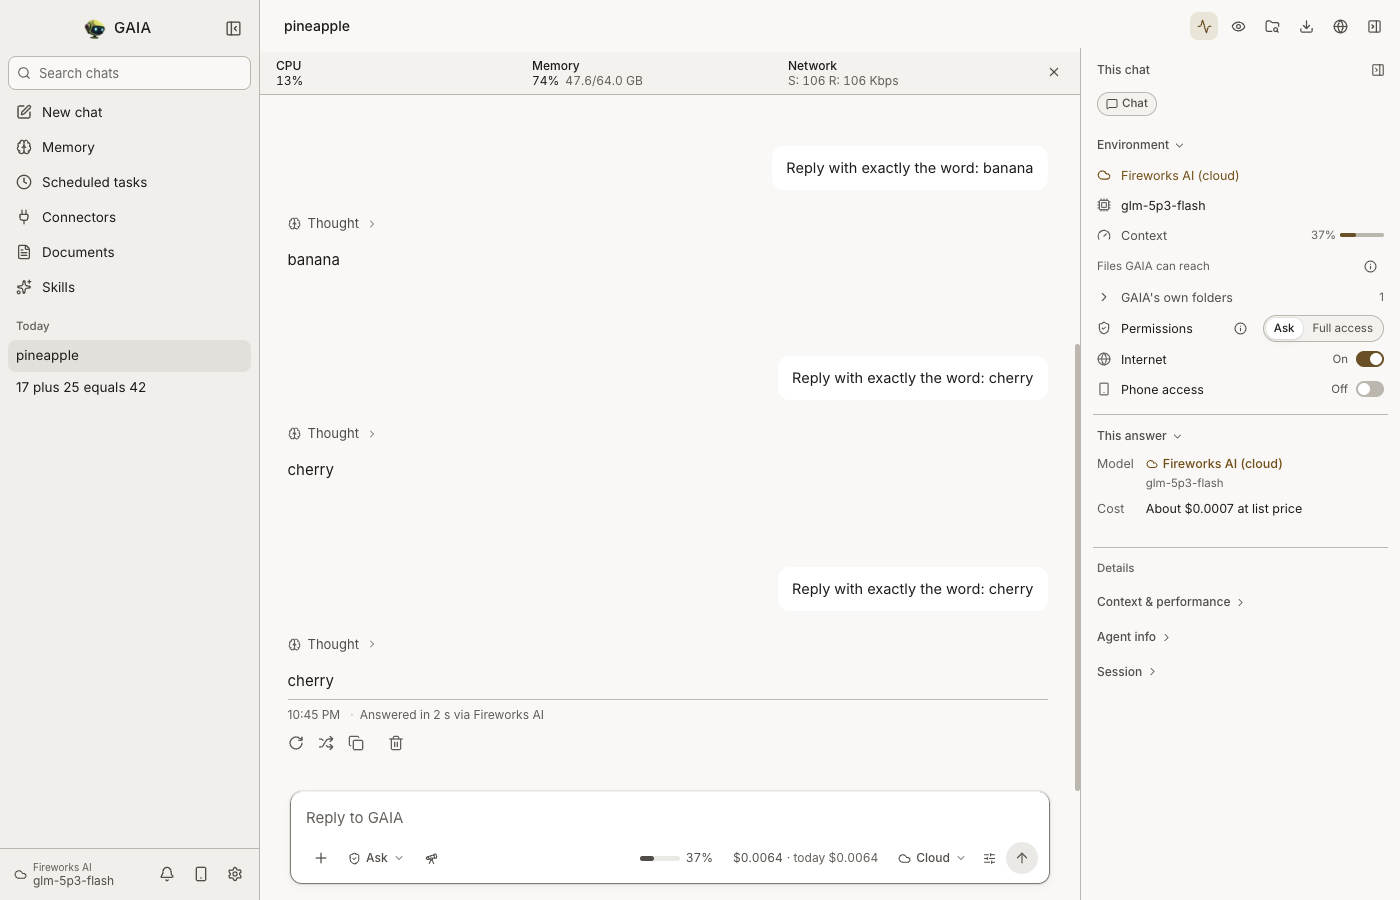 GAIA
Search chats
New chat
Memory
Scheduled tasks
Connectors
Documents
Skills
Today
pineapple
17 plus 25 equals 42
Fireworks AI
glm-5p3-flash
pineapple
CPU
13%
Memory
74% 47.6/64.0 GB
Network
S: 106 R: 106 Kbps
Reply with exactly the word: banana
Thought
banana
Reply with exactly the word: cherry
Thought
cherry
Reply with exactly the word: cherry
Thought
cherry
10:45 PM · Answered in 2 s via Fireworks AI
Reply to GAIA
Ask
37%
$0.0064 · today $0.0064
Cloud
This chat
Chat
Environment
Fireworks AI (cloud)
glm-5p3-flash
Context 37%
Files GAIA can reach
GAIA's own folders 1
Permissions Ask Full access
Internet On
Phone access Off
This answer
Model Fireworks AI (cloud)
glm-5p3-flash
Cost About $0.0007 at list price
Details
Context & performance
Agent info
Session